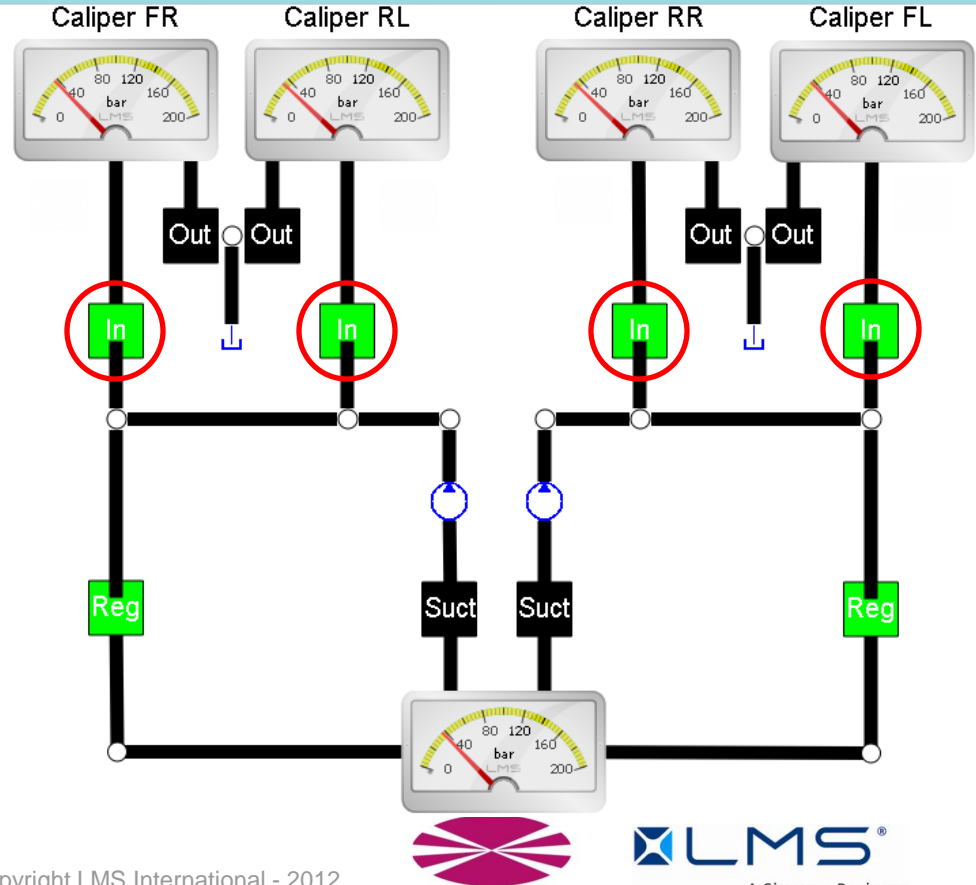 Caliper FR
Caliper RL
Caliper RR
Caliper FL
0 40 80 120 160 200
bar
LMS
0 40 80 120 160 200
bar
LMS
0 40 80 120 160 200
bar
LMS
0 40 80 120 160 200
bar
LMS
Out
Out
Out
Out
In
In
In
In
Reg
Suct
Suct
Reg
0 40 80 120 160 200
bar
LMS
LMS®
pyright LMS International - 2012